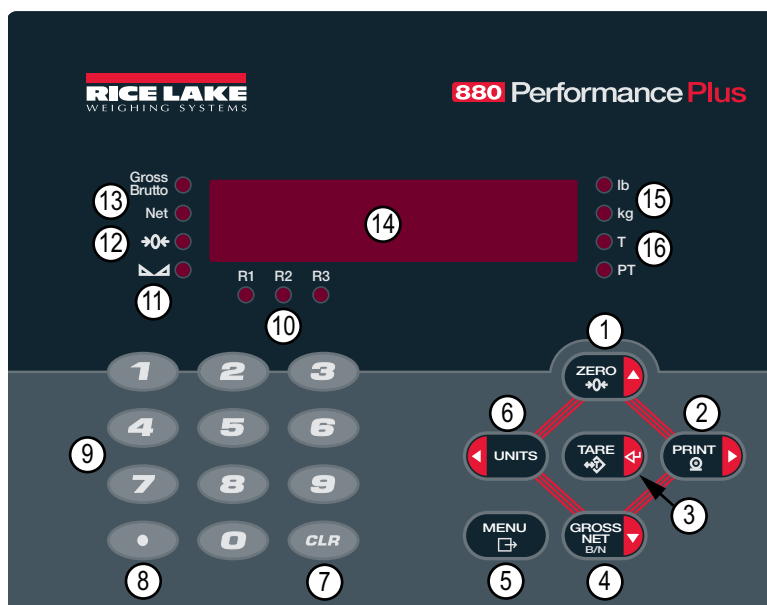 RICE LAKE
WEIGHING SYSTEMS
880 Performance Plus
Gross
Brutto
13
Net
12
→0←
11
14
lb
15
kg
T
16
PT
R1 R2 R3
10
1
1 2 3
ZERO
→0←
4 5 6
9
6
2
UNITS
TARE
T
PRINT
7 8 9
3
. 0 CLR
MENU
GROSS
NET
B/N
8
7
5
4